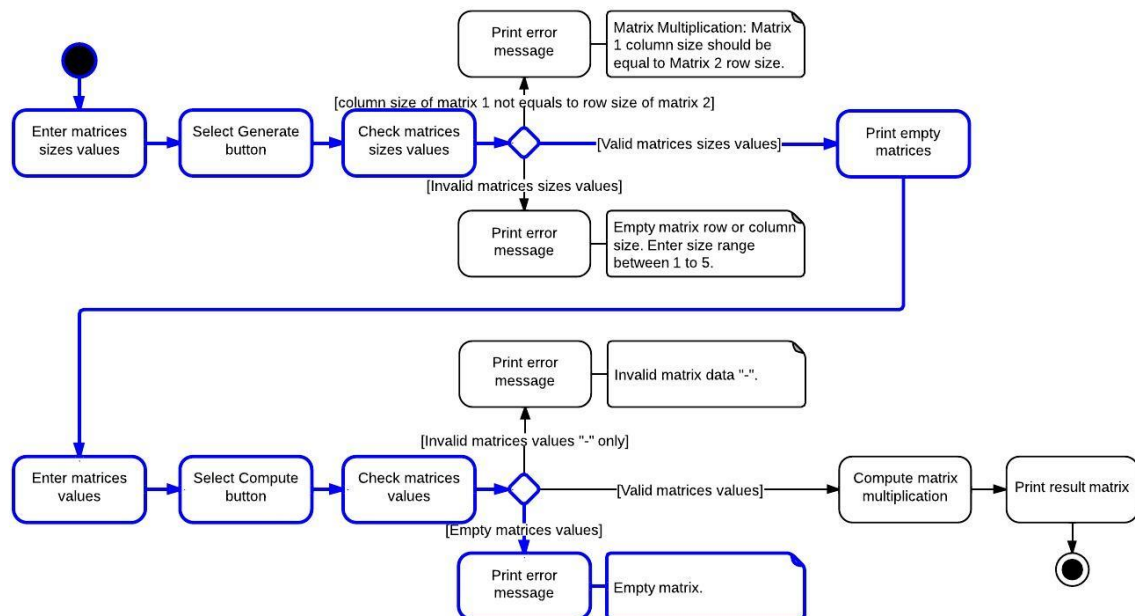 Print error
message
Matrix Multiplication: Matrix
1 column size should be
equal to Matrix 2 row size.
[column size of matrix 1 not equals to row size of matrix 2]
Enter matrices
sizes values
Select Generate
button
Check matrices
sizes values
[Valid matrices sizes values]
Print empty
matrices
[Invalid matrices sizes values]
Print error
message
Empty matrix row or column
size. Enter size range
between 1 to 5.
Print error
message
Invalid matrix data "-".
[Invalid matrices values "-" only]
Enter matrices
values
Select Compute
button
Check matrices
values
[Valid matrices values]
Compute matrix
multiplication
Print result matrix
[Empty matrices values]
Print error
message
Empty matrix.